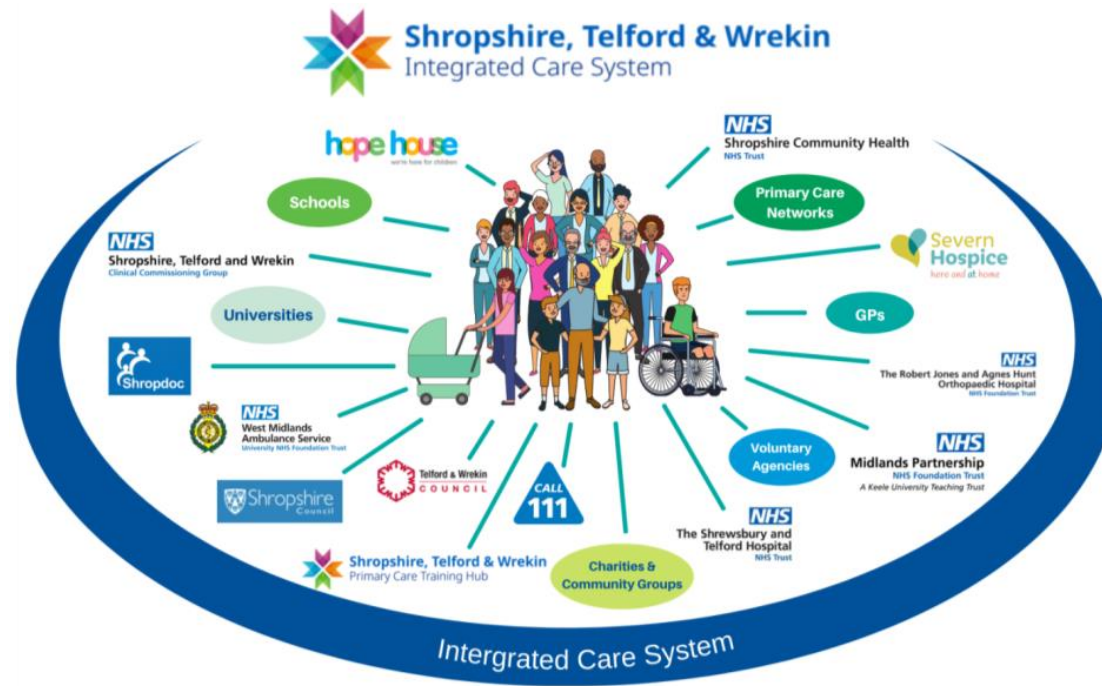 Shropshire, Telford & Wrekin
Integrated Care System
hope house
we're here for children
NHS
Shropshire Community Health
NHS Trust
Schools
Primary Care
Networks
NHS
Shropshire, Telford and Wrekin
Clinical Commissioning Group
Severn
Hospice
here and at home
Universities
GPs
Shropdoc
NHS
The Robert Jones and Agnes Hunt
Orthopaedic Hospital
NHS Foundation Trust
NHS
West Midlands
Ambulance Service
University NHS Foundation Trust
Voluntary
Agencies
NHS
Midlands Partnership
NHS Foundation Trust
A Keele University Teaching Trust
Shropshire
Council
Telford & Wrekin
COUNCIL
CALL
111
NHS
The Shrewsbury and
Telford Hospital
NHS Trust
Shropshire, Telford & Wrekin
Primary Care Training Hub
Charities &
Community Groups
Intergrated Care System